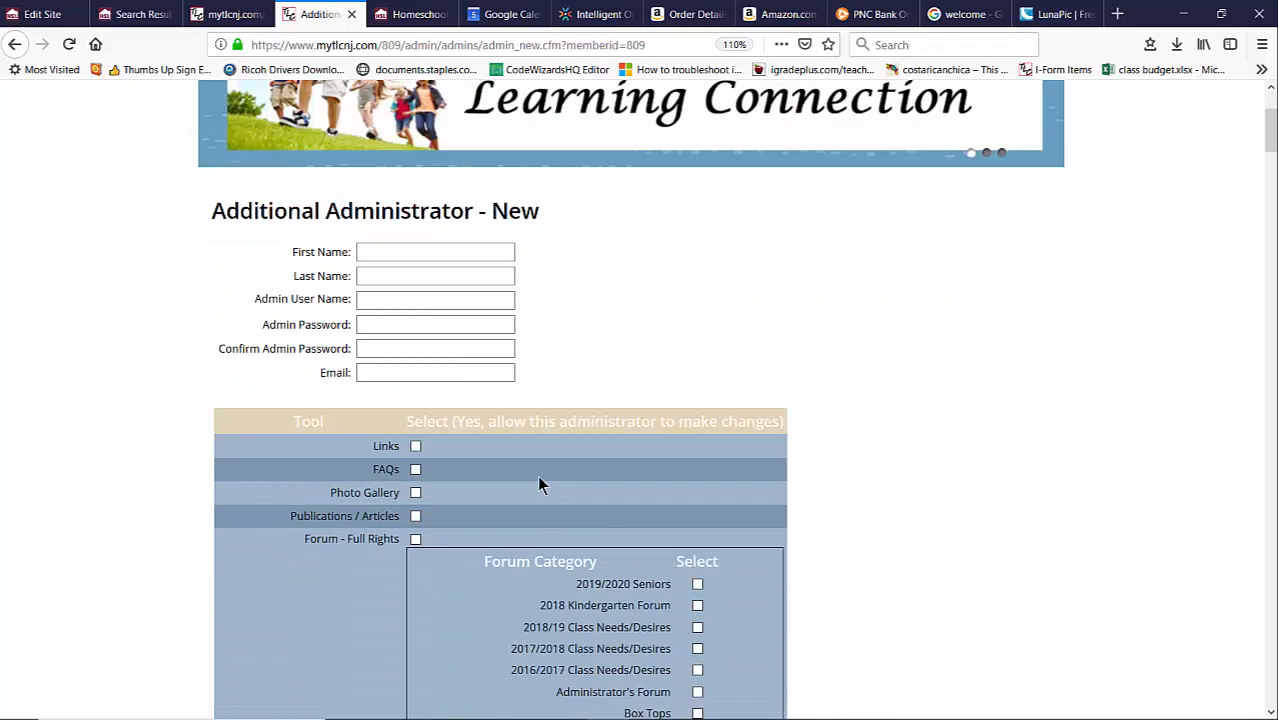 Edit Site
Search Resu
mytlcnj.com/
Addition
Homeschool
Google Cale
Intelligent O
Order Detail
Amazon.com
PNC Bank On
welcome - G
LunaPic | Fr
https://www.mytlcnj.com/809/admin/admins/admin_new.cfm?memberid=809
110%
Search
Most Visited
Thumbs Up Sign E...
Ricoh Drivers Downlo...
documents.staples.co...
CodeWizardsHQ Editor
How to troubleshoot i...
igradeplus.com/teach...
costaricanchica – This ...
I-Form Items
class budget.xlsx - Mic...
Learning Connection
Additional Administrator - New
First Name:
Last Name:
Admin User Name:
Admin Password:
Confirm Admin Password:
Email:
Tool Select (Yes, allow this administrator to make changes)
Links
FAQs
Photo Gallery
Publications / Articles
Forum - Full Rights
Forum Category Select
2019/2020 Seniors
2018 Kindergarten Forum
2018/19 Class Needs/Desires
2017/2018 Class Needs/Desires
2016/2017 Class Needs/Desires
Administrator's Forum
Box Tops